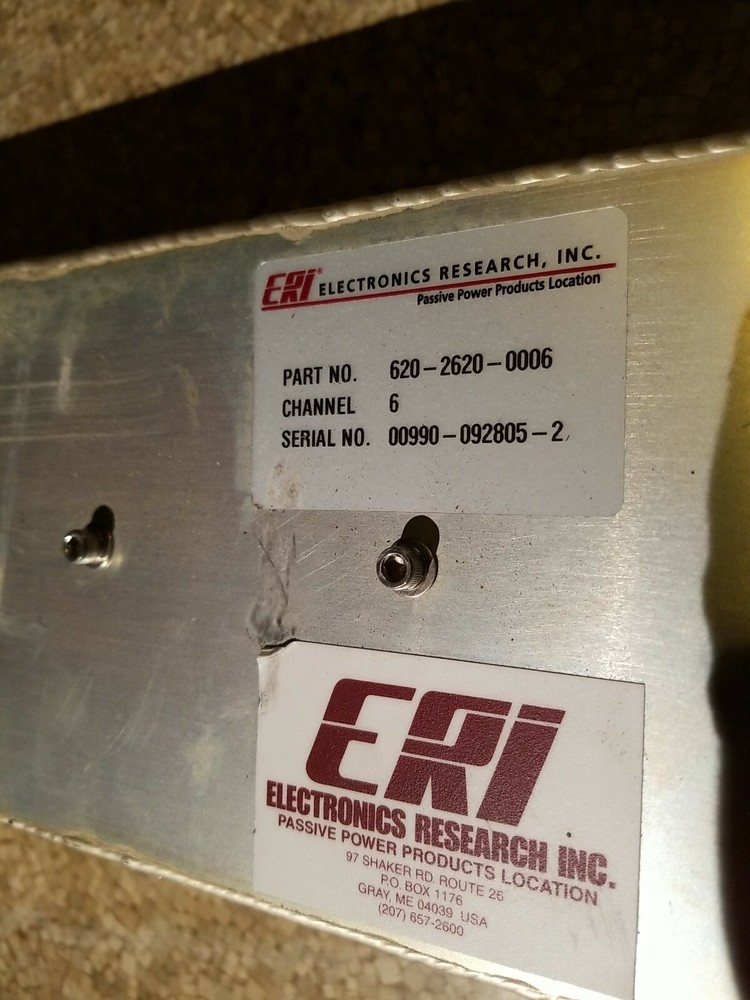 ERI® ELECTRONICS RESEARCH, INC.
Passive Power Products Location
PART NO. 620-2620-0006
CHANNEL 6
SERIAL NO. 00990-092805-2
ERI
ELECTRONICS RESEARCH INC.
PASSIVE POWER PRODUCTS LOCATION
97 SHAKER RD. ROUTE 26
P.O. BOX 1176
GRAY, ME 04039 USA
(207) 657-2600